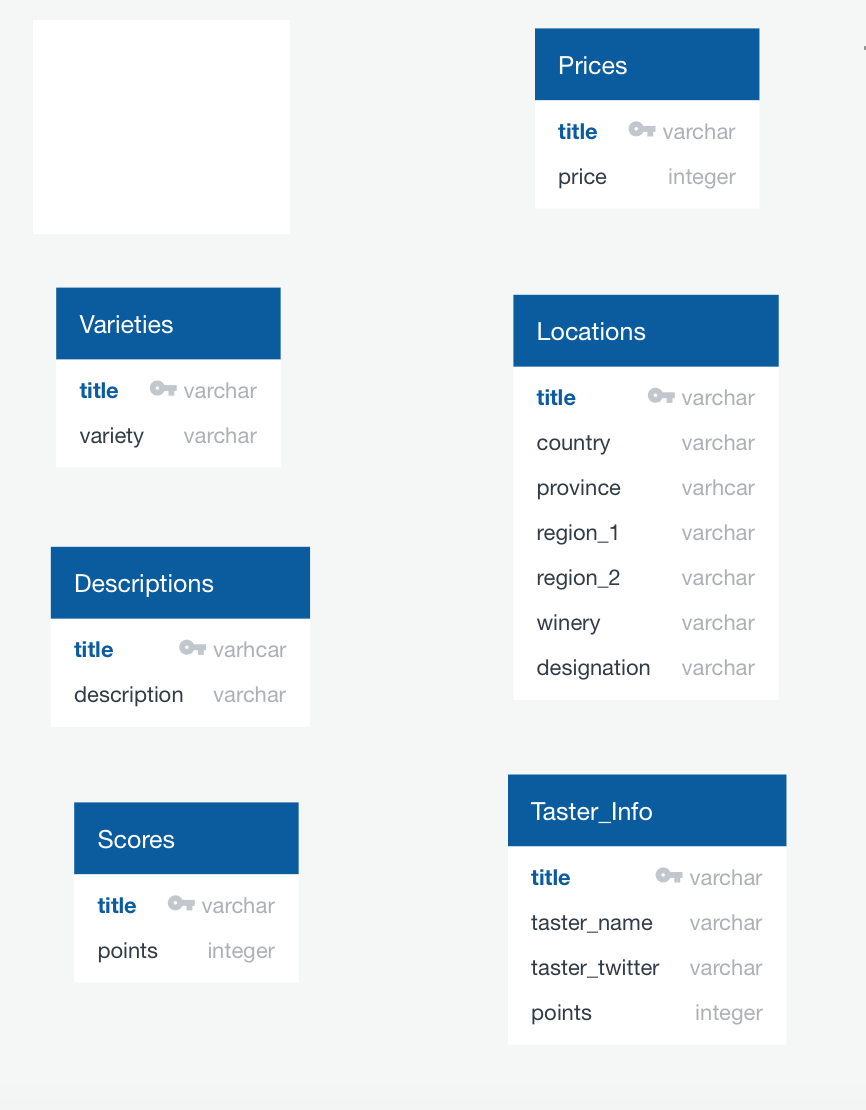 Prices
title varchar
price integer
Varieties
title varchar
variety varchar
Locations
title varchar
country varchar
province varhcar
region_1 varchar
region_2 varchar
winery varchar
designation varchar
Descriptions
title varhcar
description varchar
Scores
title varchar
points integer
Taster_Info
title varchar
taster_name varchar
taster_twitter varchar
points integer